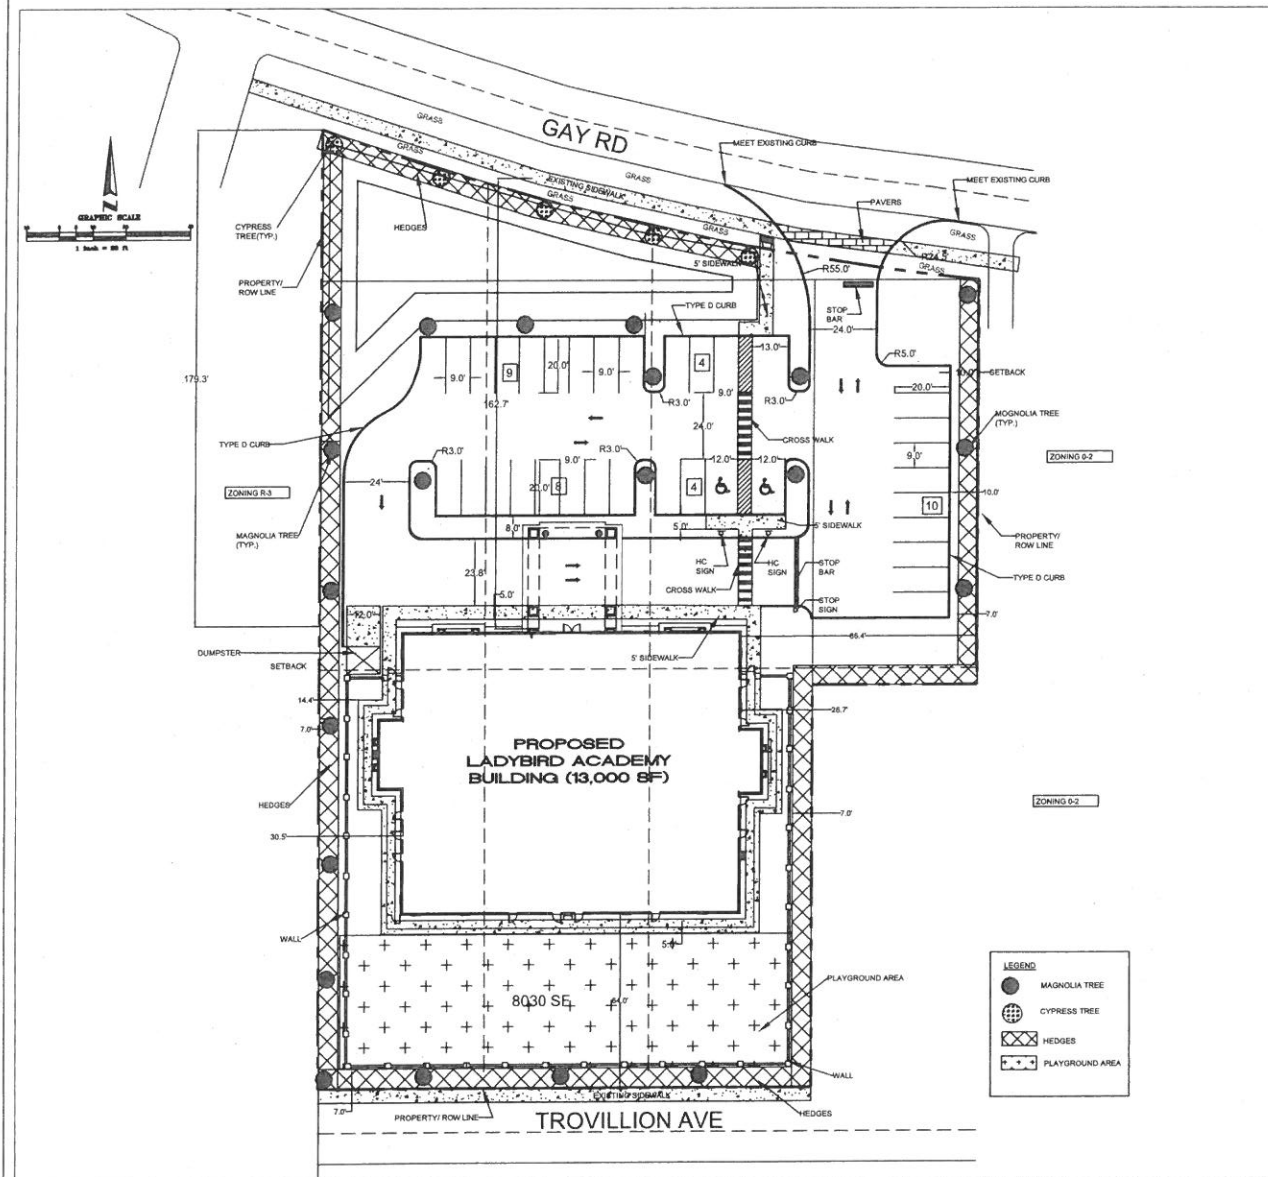 GRASS
GAY RD
MEET EXISTING CURB
GRASS
EXISTING SIDEWALK
GRASS
GRASS
MEET EXISTING CURB
PAVERS
GRASS
GRASS
GRASS
N
GRAPHIC SCALE
CYPRESS
TREE(TYP.)
HEDGES
5' SIDEWALK
R55.0'
PROPERTY/
ROW LINE
TYPE D CURB
STOP
BAR
24.0'
13.0'
R5.0'
179.3'
9.0'
9
20.0'
9.0'
4
9.0'
162.7'
R3.0'
R3.0'
20.0'
10.0'
SETBACK
MAGNOLIA TREE
(TYP.)
24.0'
CROSS WALK
TYPE D CURB
R3.0'
R3.0'
9.0'
12.0'
12.0'
9.0'
ZONING 0-2
24'
20.0'
8
4
ZONING R-3
10.0'
10
8.0'
5.0'
5' SIDEWALK
MAGNOLIA TREE
(TYP.)
PROPERTY/
ROW LINE
HC
SIGN
HC
SIGN
STOP
BAR
23.8'
CROSS WALK
TYPE D CURB
5.0'
STOP
SIGN
12.0'
7.0'
65.4'
DUMPSTER
SETBACK
5' SIDEWALK
14.4'
7.0'
26.7'
PROPOSED
LADYBIRD ACADEMY
BUILDING (13,000 SF)
HEDGES
ZONING 0-2
7.0'
30.5'
WALL
5.0'
PLAYGROUND AREA
8030 SF
LEGEND
MAGNOLIA TREE
CYPRESS TREE
HEDGES
PLAYGROUND AREA
WALL
EXISTING SIDEWALK
7.0'
PROPERTY/ ROW LINE
HEDGES
TROVILLION AVE